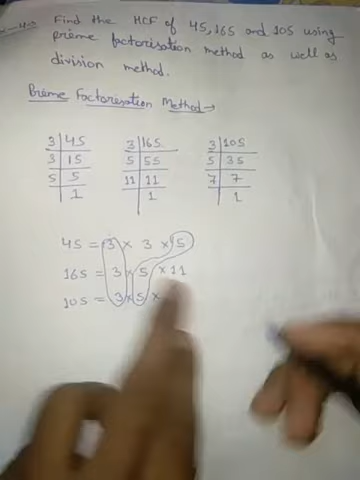 Find the HCF of 45, 165 and 105 using
prime factorisation method as well as
division method.
Prime Factorisation Method→
3 | 45
3 | 15
5 | 5
1
3 | 165
5 | 55
11 | 11
1
3 | 105
5 | 35
7 | 7
1
45 = 3 × 3 × 5
165 = 3 × 5 × 11
105 = 3 × 5 ×